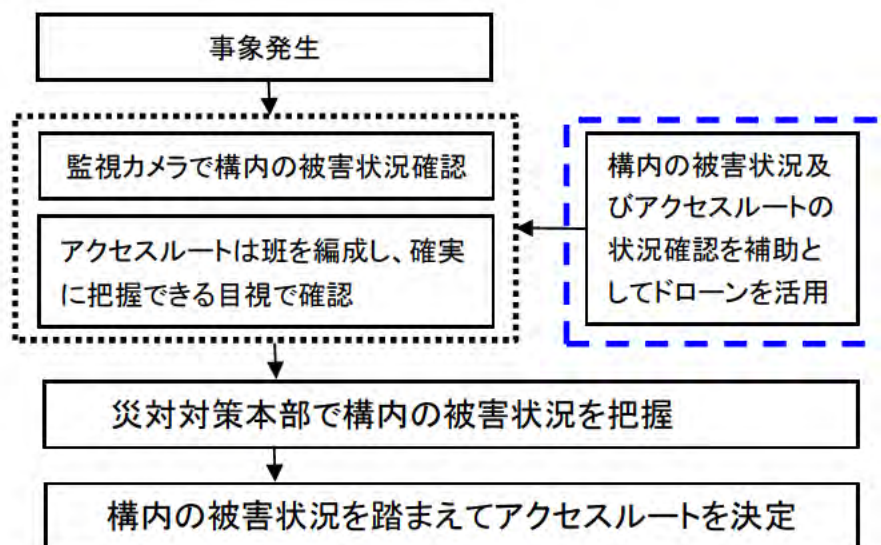 事象発生
監視カメラで構内の被害状況確認
アクセスルートは班を編成し、確実
に把握できる目視で確認
構内の被害状況及
びアクセスルートの
状況確認を補助と
してドローンを活用
災対対策本部で構内の被害状況を把握
構内の被害状況を踏まえてアクセスルートを決定